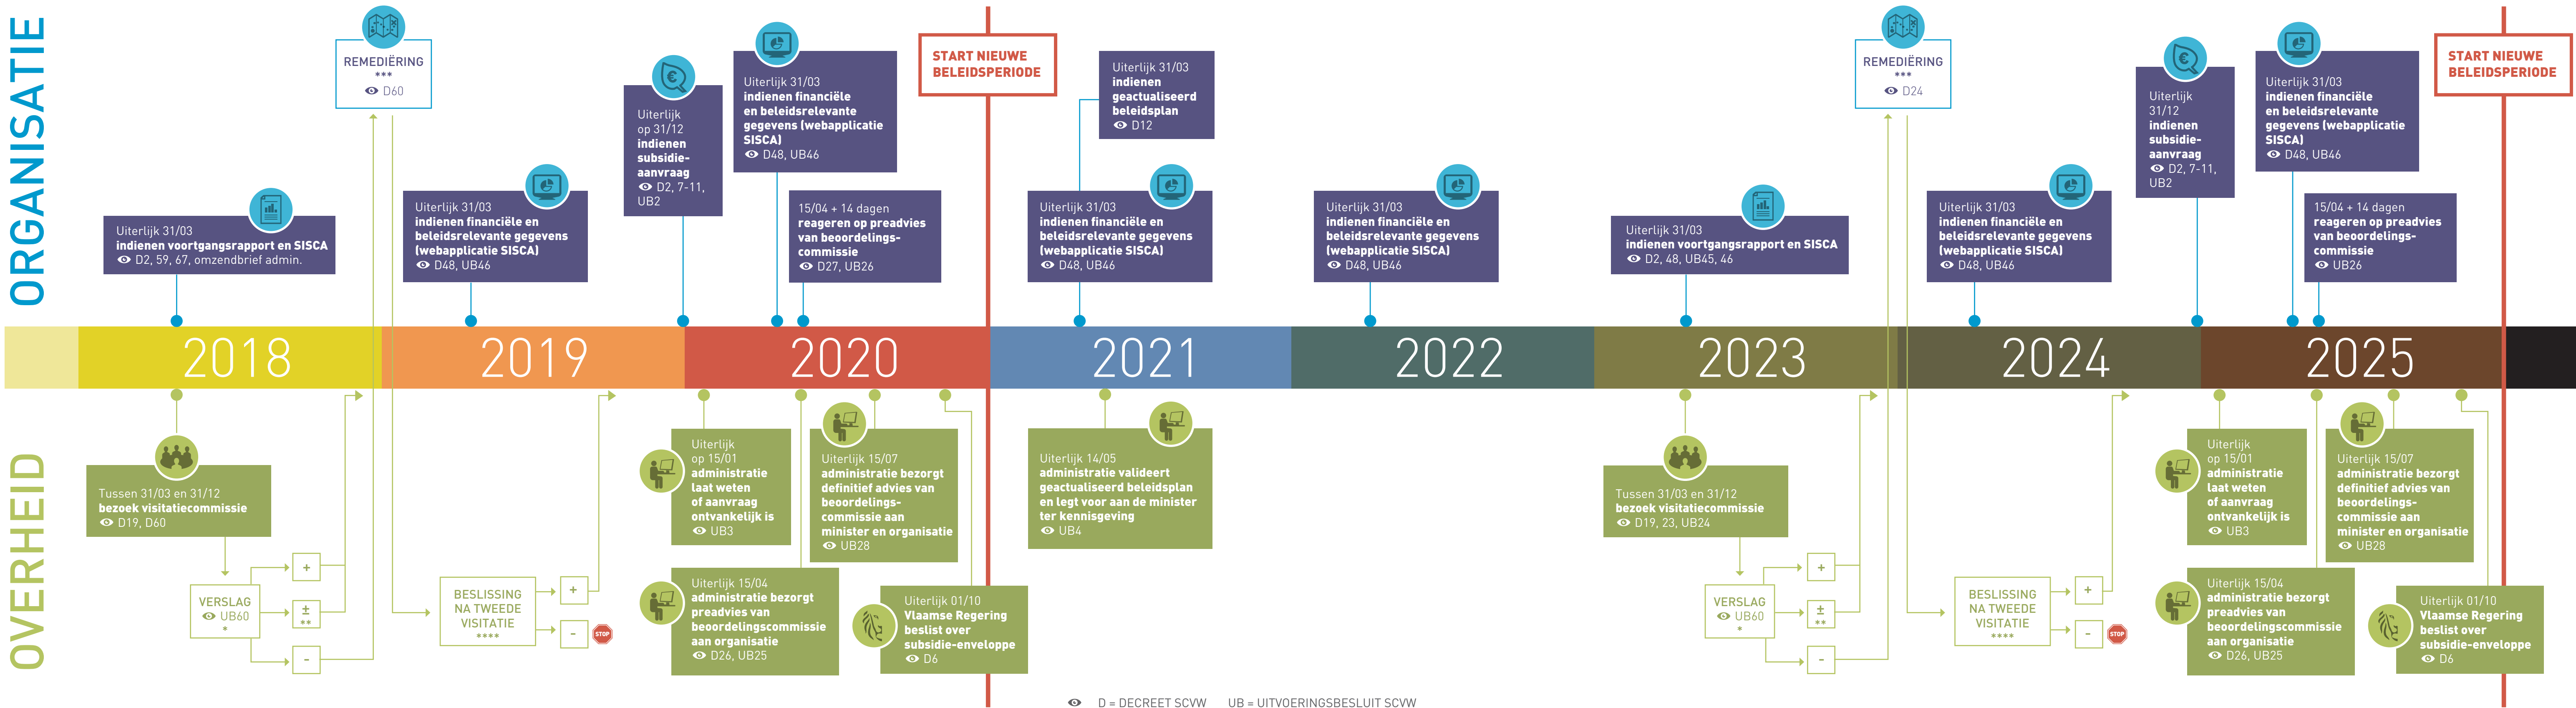 ORGANISATIE
REMEDIËRING
***
D60
Uiterlijk 31/03
indienen voortgangsrapport en SISCA
D2, 59, 67, omzendbrief admin.
Uiterlijk 31/03
indienen financiële en
beleidsrelevante gegevens
(webapplicatie SISCA)
D48, UB46
Uiterlijk
op 31/12
indienen
subsidie-
aanvraag
D2, 7-11,
UB2
Uiterlijk 31/03
indienen financiële
en beleidsrelevante
gegevens (webapplicatie
SISCA)
D48, UB46
15/04 + 14 dagen
reageren op preadvies
van beoordelings-
commissie
D27, UB26
START NIEUWE
BELEIDSPERIODE
Uiterlijk 31/03
indienen
geactualiseerd
beleidsplan
D12
Uiterlijk 31/03
indienen financiële en
beleidsrelevante gegevens
(webapplicatie SISCA)
D48, UB46
Uiterlijk 31/03
indienen financiële en
beleidsrelevante gegevens
(webapplicatie SISCA)
D48, UB46
Uiterlijk 31/03
indienen voortgangsrapport en SISCA
D2, 48, UB45, 46
REMEDIËRING
***
D24
Uiterlijk 31/03
indienen financiële en
beleidsrelevante gegevens
(webapplicatie SISCA)
D48, UB46
Uiterlijk
31/12
indienen
subsidie-
aanvraag
D2, 7-11,
UB2
Uiterlijk 31/03
indienen financiële
en beleidsrelevante
gegevens (webapplicatie
SISCA)
D48, UB46
15/04 + 14 dagen
reageren op preadvies
van beoordelings-
commissie
UB26
START NIEUWE
BELEIDSPERIODE
2018 2019 2020 2021 2022 2023 2024 2025
OVERHEID
Tussen 31/03 en 31/12
bezoek visitatiecommissie
D19, D60
VERSLAG
UB60
*
+
±
**
-
BESLISSING
NA TWEEDE
VISITATIE
****
+
-
STOP
Uiterlijk
op 15/01
administratie
laat weten
of aanvraag
ontvankelijk is
UB3
Uiterlijk 15/04
administratie bezorgt
preadvies van
beoordelingscommissie
aan organisatie
D26, UB25
Uiterlijk 15/07
administratie bezorgt
definitief advies van
beoordelings-
commissie aan
minister en organisatie
UB28
Uiterlijk 01/10
Vlaamse Regering
beslist over
subsidie-enveloppe
D6
Uiterlijk 14/05
administratie valideert
geactualiseerd beleidsplan
en legt voor aan de minister
ter kennisgeving
UB4
Tussen 31/03 en 31/12
bezoek visitatiecommissie
D19, 23, UB24
VERSLAG
UB60
*
+
±
**
-
BESLISSING
NA TWEEDE
VISITATIE
****
+
-
STOP
Uiterlijk
op 15/01
administratie
laat weten
of aanvraag
ontvankelijk is
UB3
Uiterlijk 15/04
administratie bezorgt
preadvies van
beoordelingscommissie
aan organisatie
D26, UB25
Uiterlijk 15/07
administratie bezorgt
definitief advies van
beoordelings-
commissie aan
minister en organisatie
UB28
Uiterlijk 01/10
Vlaamse Regering
beslist over
subsidie-enveloppe
D6
D = DECREET SCVW UB = UITVOERINGSBESLUIT SCVW